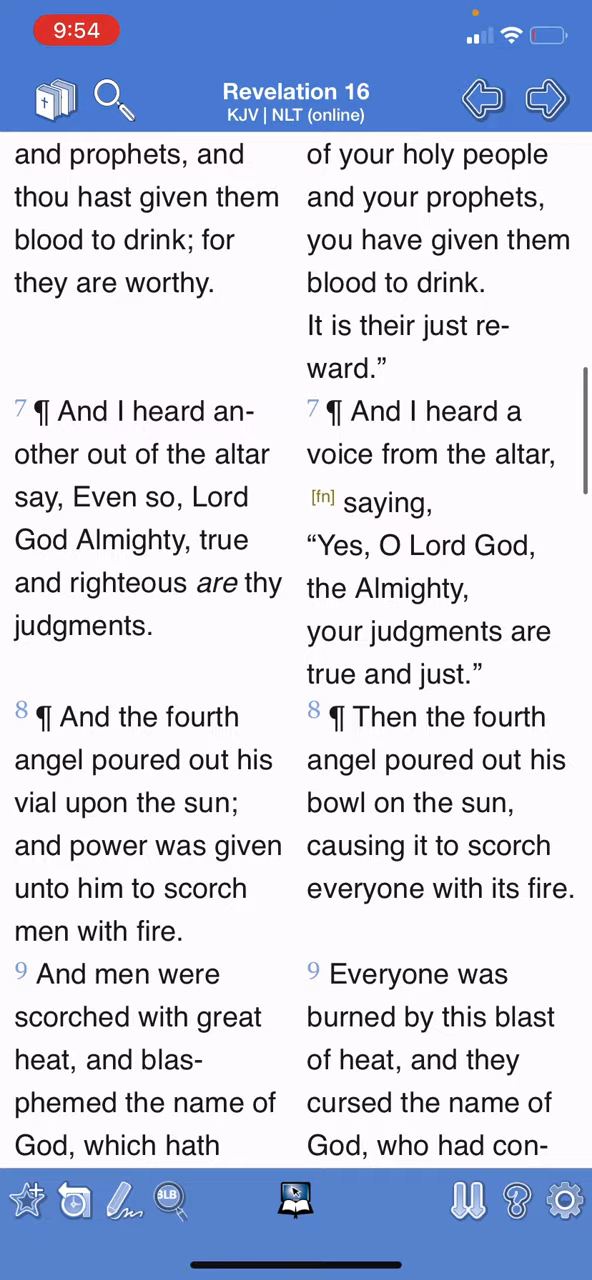 9:54
Revelation 16
KJV | NLT (online)
and prophets, and
thou hast given them
blood to drink; for
they are worthy.
7 ¶ And I heard an-
other out of the altar
say, Even so, Lord
God Almighty, true
and righteous are thy
judgments.
8 ¶ And the fourth
angel poured out his
vial upon the sun;
and power was given
unto him to scorch
men with fire.
9 And men were
scorched with great
heat, and blas-
phemed the name of
God, which hath
of your holy people
and your prophets,
you have given them
blood to drink.
It is their just re-
ward.”
7 ¶ And I heard a
voice from the altar,
[fn] saying,
“Yes, O Lord God,
the Almighty,
your judgments are
true and just.”
8 ¶ Then the fourth
angel poured out his
bowl on the sun,
causing it to scorch
everyone with its fire.
9 Everyone was
burned by this blast
of heat, and they
cursed the name of
God, who had con-
BLB